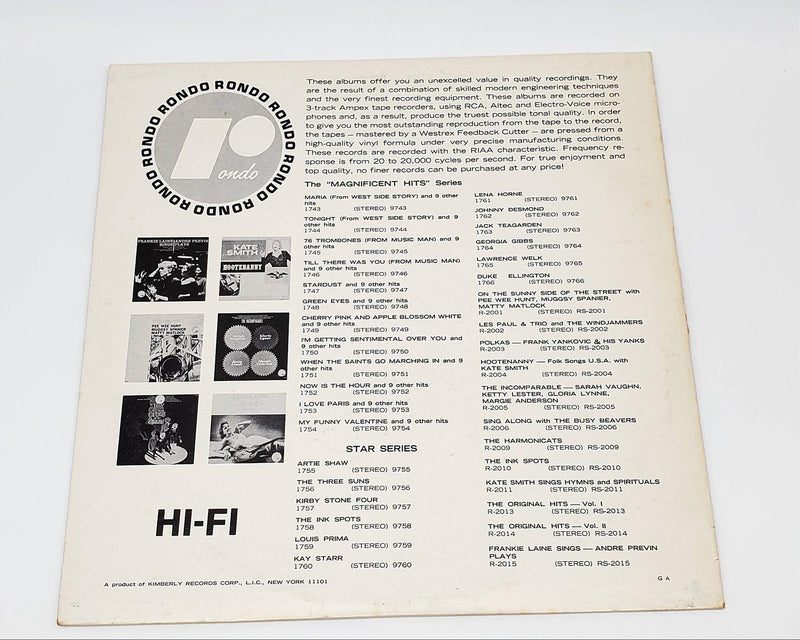 RONDO RONDO RONDO RONDO RONDO RONDO RONDO RONDO
rondo
These albums offer you an unexcelled value in quality recordings. They
are the result of a combination of skilled modern engineering techniques
and the very finest recording equipment. These albums are recorded on
3-track Ampex tape recorders, using RCA, Altec and Electro-Voice micro-
phones and, as a result, produce the truest possible tonal quality. In order
to give you the most outstanding reproduction from the tape to the record,
the tapes — mastered by a Westrex Feedback Cutter — are pressed from a
high-quality vinyl formula under very precise manufacturing conditions.
These records are recorded with the RIAA characteristic. Frequency re-
sponse is from 20 to 20,000 cycles per second. For true enjoyment and
top quality, no finer records can be purchased at any price!
The "MAGNIFICENT HITS" Series
MARIA (From WEST SIDE STORY) and 9 other
hits
1743 (STEREO) 9743
TONIGHT (From WEST SIDE STORY) and 9
other hits
1744 (STEREO) 9744
76 TROMBONES (FROM MUSIC MAN) and 9
other hits
1745 (STEREO) 9745
TILL THERE WAS YOU (FROM MUSIC MAN)
and 9 other hits
1746 (STEREO) 9746
STARDUST and 9 other hits
1747 (STEREO) 9747
GREEN EYES and 9 other hits
1748 (STEREO) 9748
CHERRY PINK AND APPLE BLOSSOM WHITE
and 9 other hits
1749 (STEREO) 9749
I'M GETTING SENTIMENTAL OVER YOU and
9 other hits
1750 (STEREO) 9750
WHEN THE SAINTS GO MARCHING IN and 9
other hits
1751 (STEREO) 9751
NOW IS THE HOUR and 9 other hits
1752 (STEREO) 9752
I LOVE PARIS and 9 other hits
1753 (STEREO) 9753
MY FUNNY VALENTINE and 9 other hits
1754 (STEREO) 9754
STAR SERIES
ARTIE SHAW
1755 (STEREO) 9755
THE THREE SUNS
1756 (STEREO) 9756
KIRBY STONE FOUR
1757 (STEREO) 9757
THE INK SPOTS
1758 (STEREO) 9758
LOUIS PRIMA
1759 (STEREO) 9759
KAY STARR
1760 (STEREO) 9760
LENA HORNE
1761 (STEREO) 9761
JOHNNY DESMOND
1762 (STEREO) 9762
JACK TEAGARDEN
1763 (STEREO) 9763
GEORGIA GIBBS
1764 (STEREO) 9764
LAWRENCE WELK
1765 (STEREO) 9765
DUKE ELLINGTON
1766 (STEREO) 9766
ON THE SUNNY SIDE OF THE STREET with
PEE WEE HUNT, MUGGSY SPANIER,
MATTY MATLOCK
R-2001 (STEREO) RS-2001
LES PAUL & TRIO and THE WINDJAMMERS
R-2002 (STEREO) RS-2002
POLKAS — FRANK YANKOVIC & HIS YANKS
R-2003 (STEREO) RS-2003
HOOTENANNY — Folk Songs U.S.A. with
KATE SMITH
R-2004 (STEREO) RS-2004
THE INCOMPARABLE — SARAH VAUGHN,
KETTY LESTER, GLORIA LYNNE,
MARGIE ANDERSON
R-2005 (STEREO) RS-2005
SING ALONG with THE BUSY BEAVERS
R-2006 (STEREO) RS-2006
THE HARMONICATS
R-2009 (STEREO) RS-2009
THE INK SPOTS
R-2010 (STEREO) RS-2010
KATE SMITH SINGS HYMNS and SPIRITUALS
R-2011 (STEREO) RS-2011
THE ORIGINAL HITS — Vol. I
R-2013 (STEREO) RS-2013
THE ORIGINAL HITS — Vol. II
R-2014 (STEREO) RS-2014
FRANKIE LAINE SINGS — ANDRE PREVIN
PLAYS
R-2015 (STEREO) RS-2015
FRANKIE LAINE/ANDRE PREVIN
SINGS/PLAYS
KATE
SMITH
HOOTENANNY
PEE WEE HUNT
MUGGSY SPANIER
MATTY MATLOCK
HI-FI
A product of KIMBERLY RECORDS CORP., L.I.C., NEW YORK 11101
G A